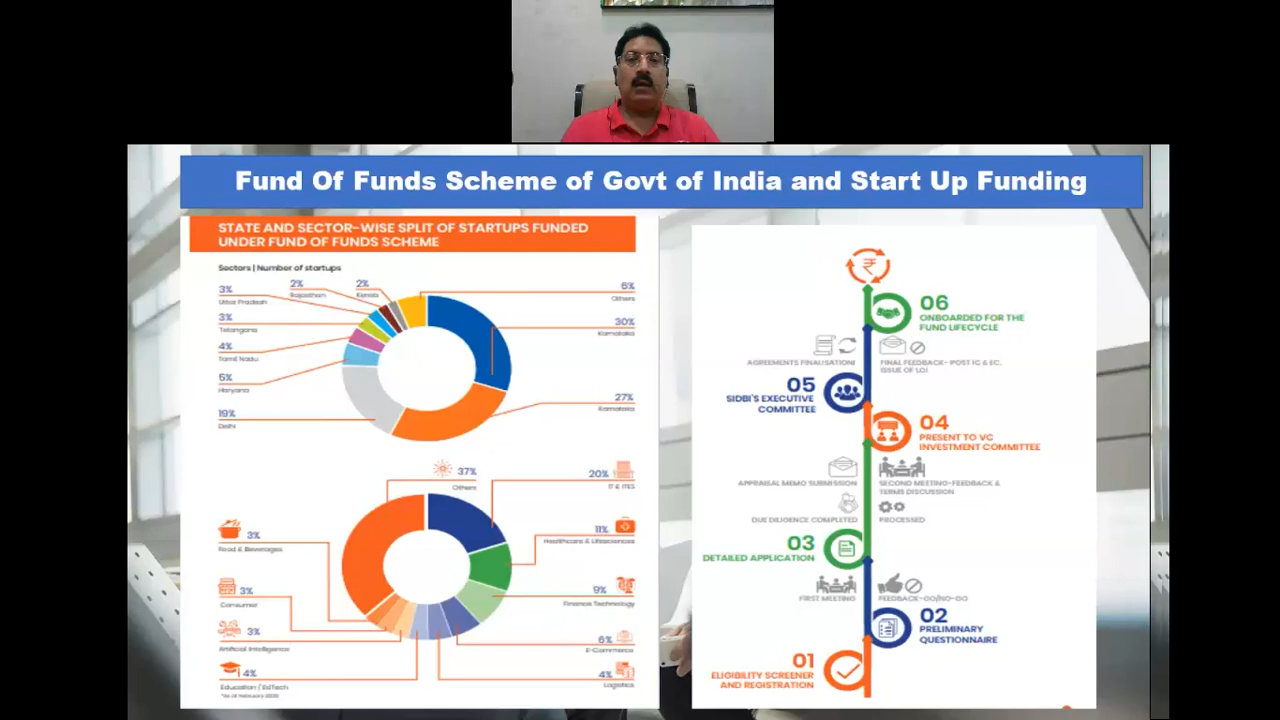 Fund Of Funds Scheme of Govt of India and Start Up Funding
STATE AND SECTOR-WISE SPLIT OF STARTUPS FUNDED
UNDER FUND OF FUNDS SCHEME
Sectors | Number of startups
2%
Rajasthan
2%
Kerala
6%
Others
3%
Uttar Pradesh
30%
Karnataka
3%
Telangana
4%
Tamil Nadu
5%
Haryana
27%
Karnataka
19%
Delhi
37%
Others
20%
IT & ITES
3%
Food & Beverages
11%
Healthcare & Lifesciences
3%
Consumer
9%
Finance Technology
3%
Artificial Intelligence
6%
E-Commerce
4%
Education / EdTech
4%
Logistics
*As of February
06
ONBOARDED FOR THE
FUND LIFECYCLE
AGREEMENTS FINALISATION
FINAL FEEDBACK- POST IC & EC.
ISSUE OF LOI
05
SIDBI'S EXECUTIVE
COMMITTEE
04
PRESENT TO VC
INVESTMENT COMMITTEE
APPRAISAL MEMO SUBMISSION
SECOND MEETING-FEEDBACK &
TERMS DISCUSSION
DUE DILIGENCE COMPLETED
PROCESSED
03
DETAILED APPLICATION
FIRST MEETING
FEEDBACK-GO/NO-GO
02
PRELIMINARY
QUESTIONNAIRE
01
ELIGIBILITY SCREENER
AND REGISTRATION